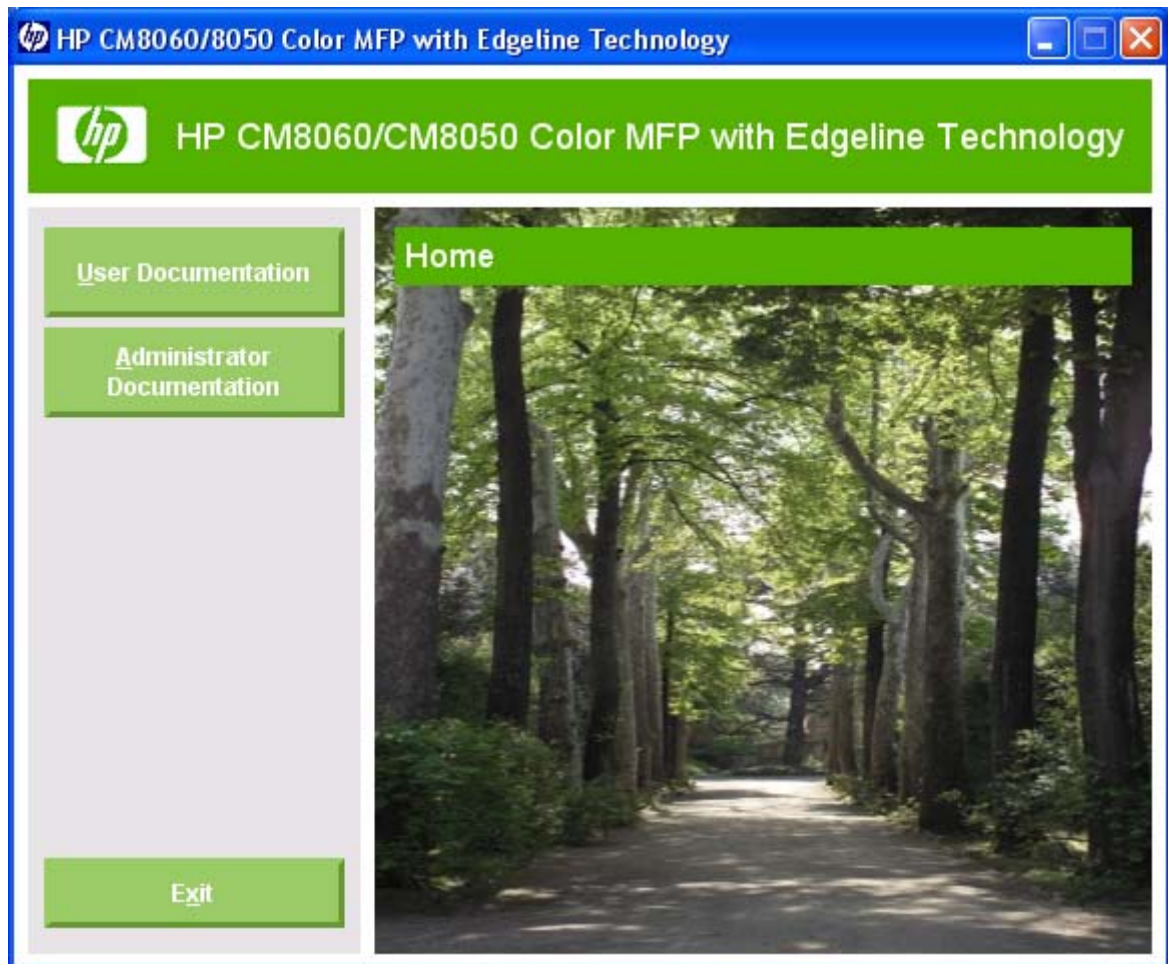 HP CM8060/8050 Color MFP with Edgeline Technology
hp
HP CM8060/CM8050 Color MFP with Edgeline Technology
User Documentation
Administrator
Documentation
Exit
Home